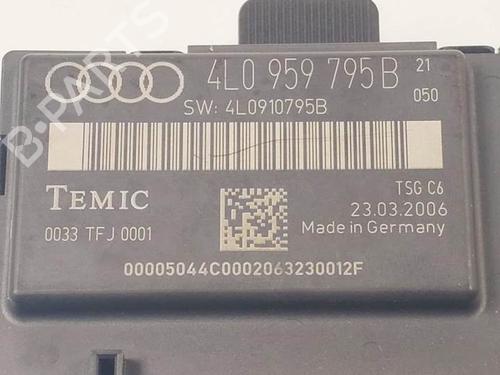 4L0 959 795 B 21
050
SW: 4L0910795B
TEMIC
TSG C6
23.03.2006
0033 TFJ 0001
Made in Germany
00005044C0002063230012F
B-PARTS